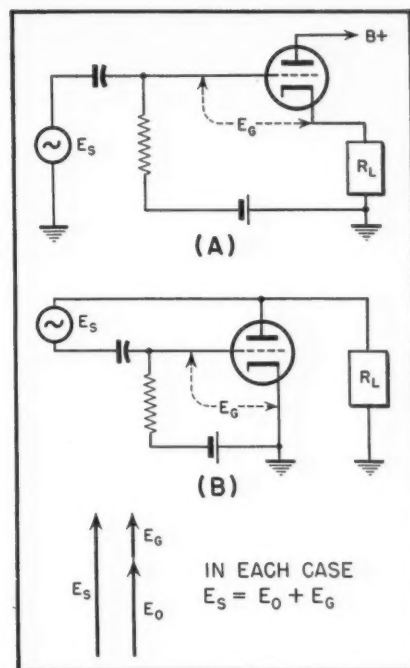 B+
E_G
E_S
R_L
(A)
E_S
R_L
E_G
(B)
E_G
E_S
E_O
IN EACH CASE
E_S = E_O + E_G